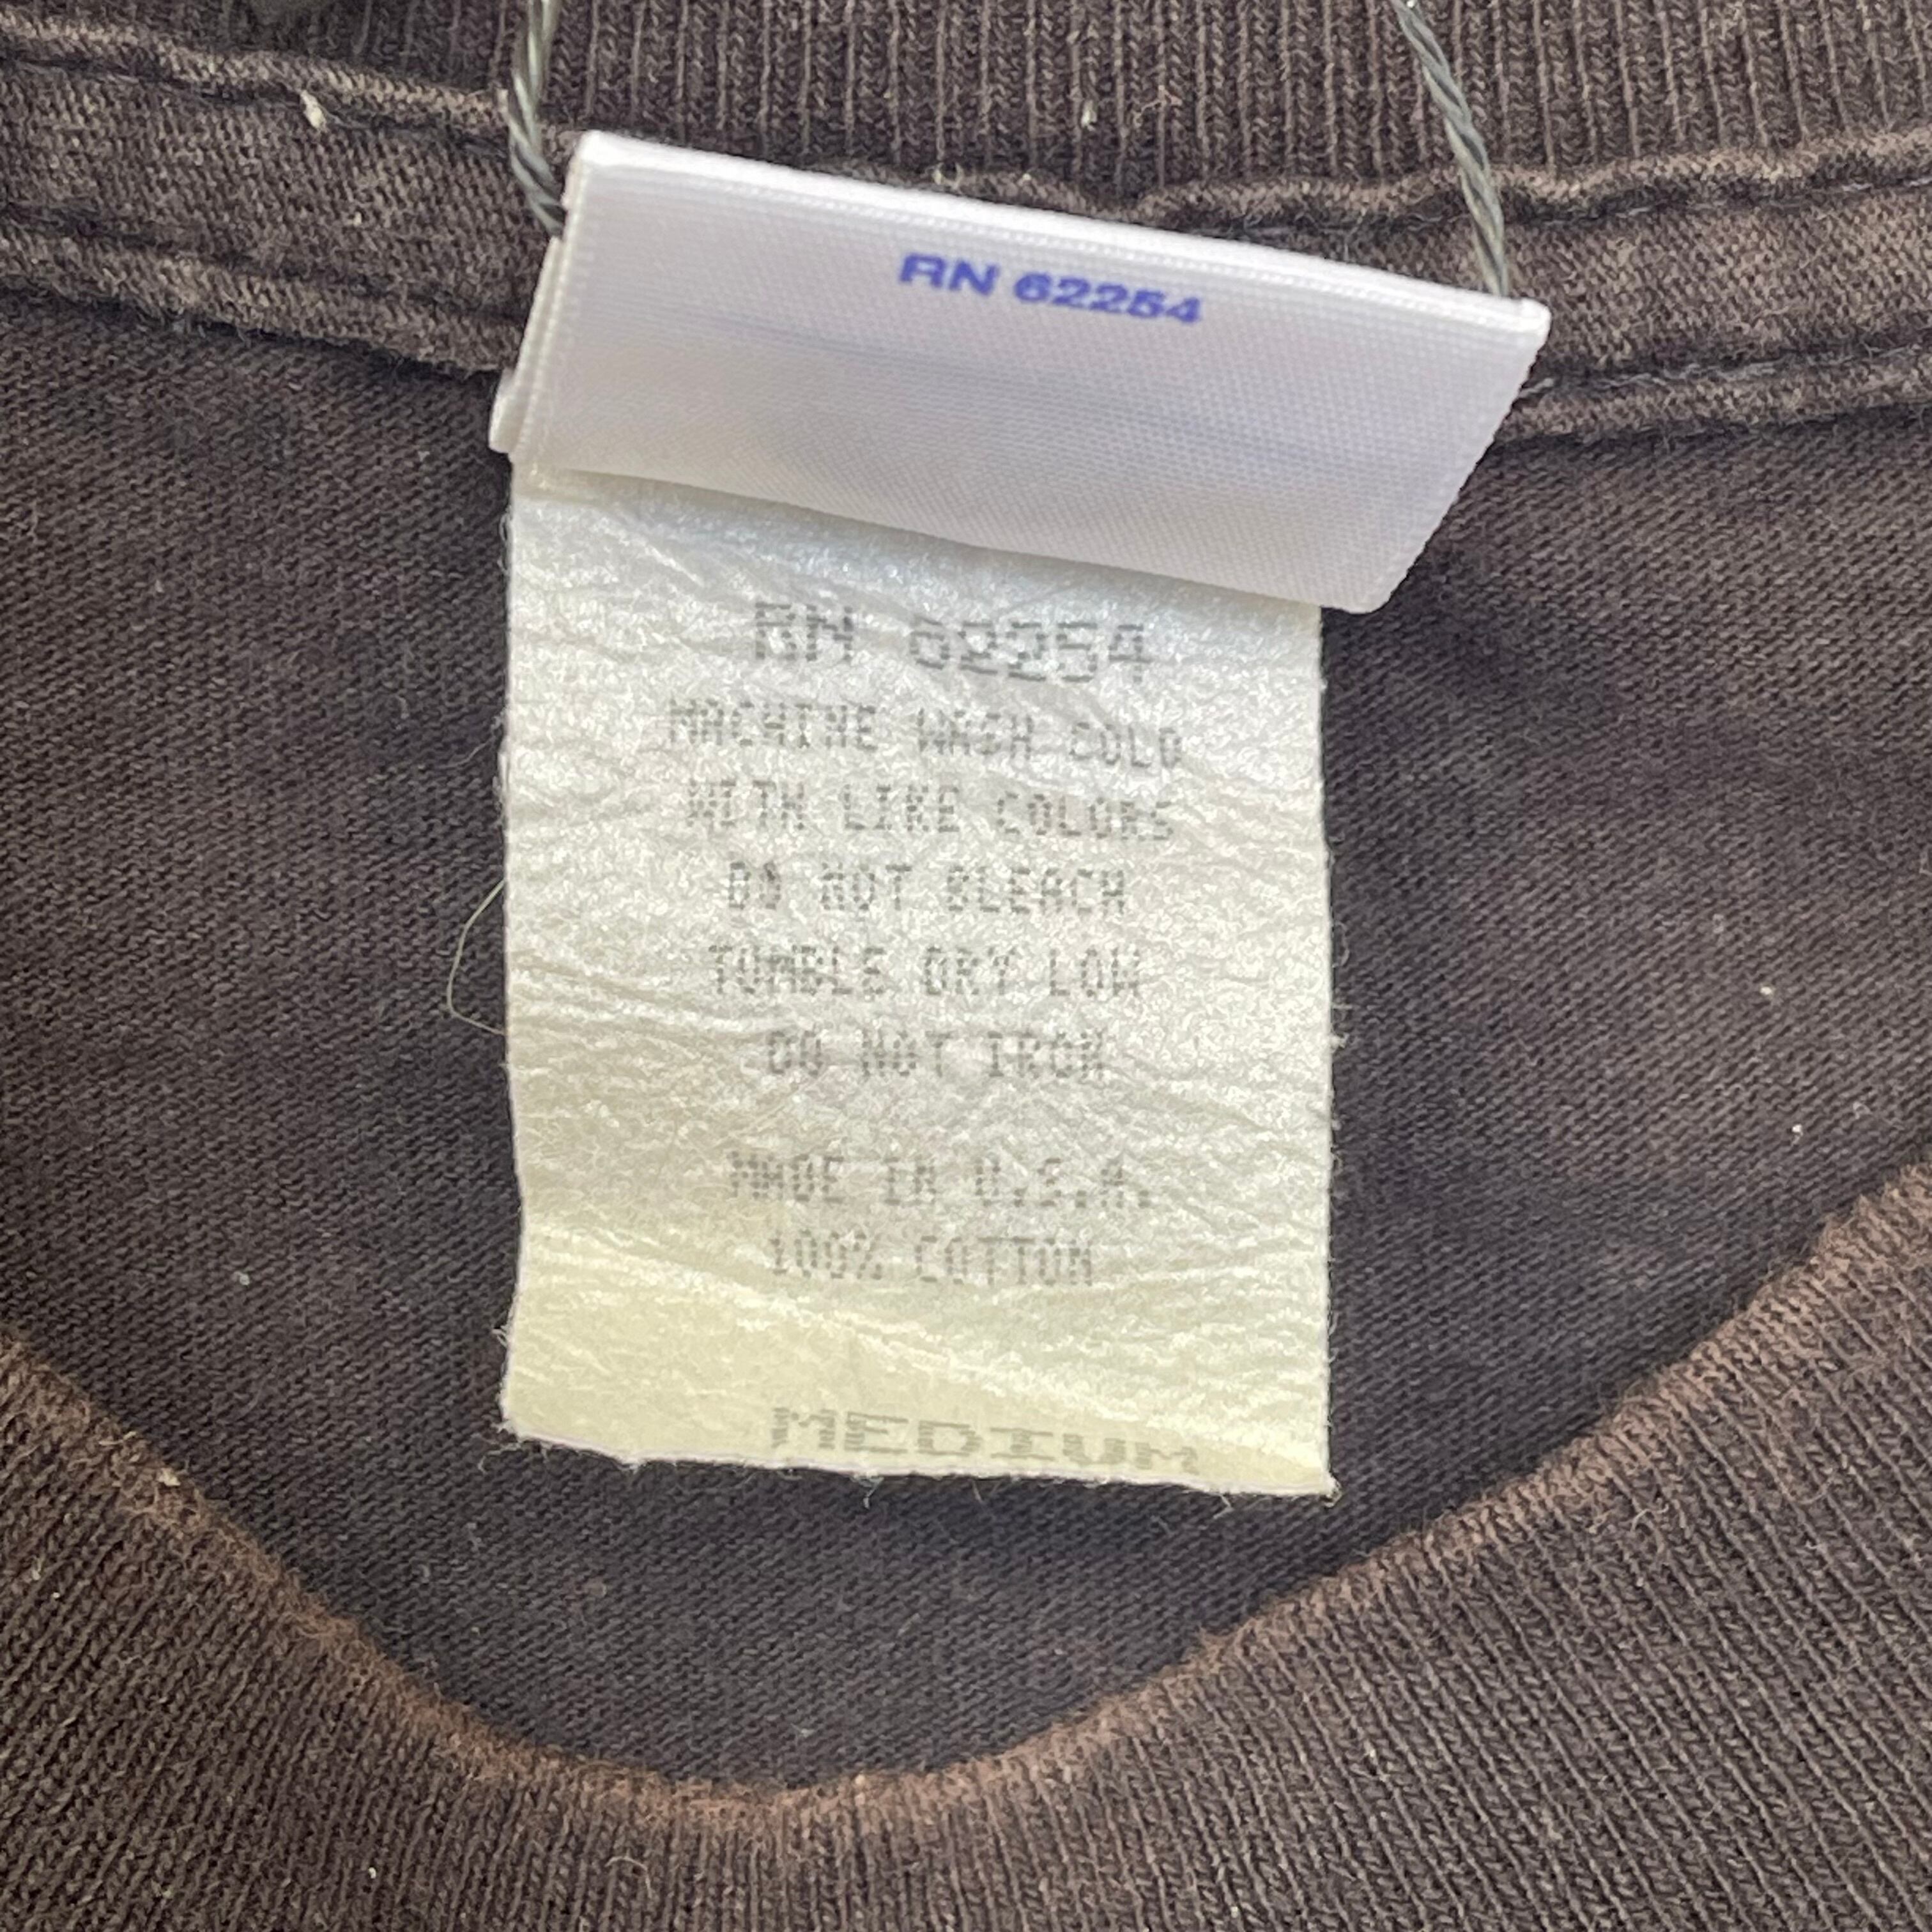 RN 62254
RN 62254
MACHINE WASH COLD
WITH LIKE COLORS
DO NOT BLEACH
TUMBLE DRY LOW
DO NOT IRON
MADE IN U.S.A.
100% COTTON
MEDIUM